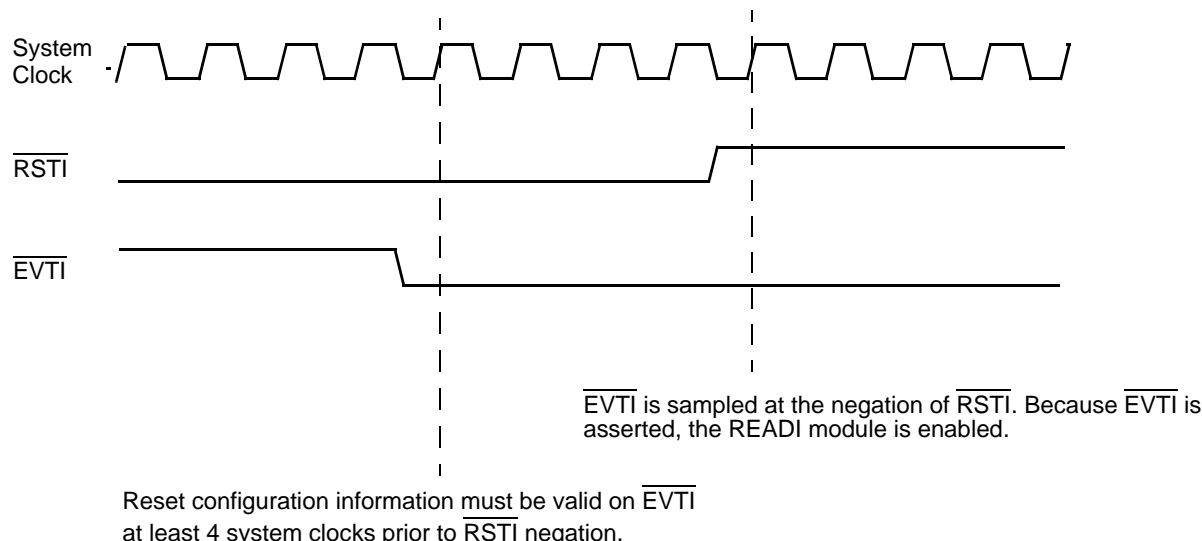 System
Clock
RSTI
EVTI
EVTI is sampled at the negation of RSTI. Because EVTI is
asserted, the READI module is enabled.
Reset configuration information must be valid on EVTI
at least 4 system clocks prior to RSTI negation.